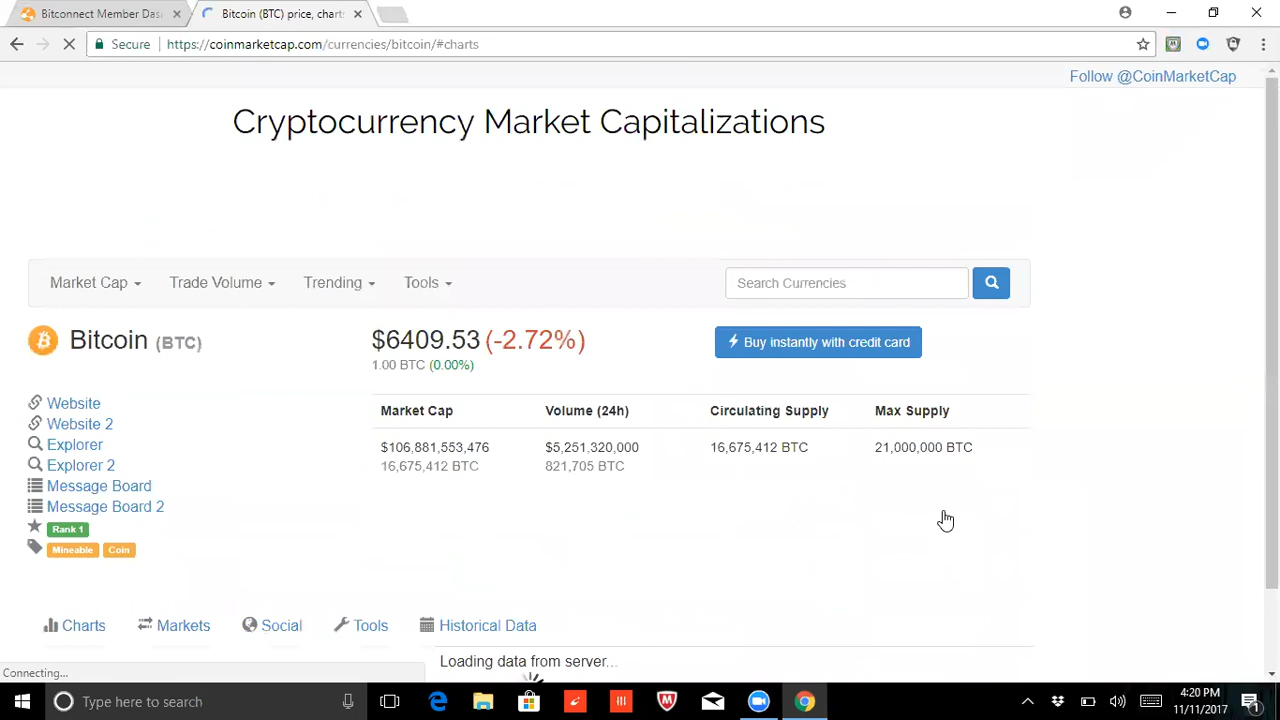 Bitconnect Member Das
Bitcoin (BTC) price, charts
Secure
https://coinmarketcap.com/currencies/bitcoin/#charts
Follow @CoinMarketCap
Cryptocurrency Market Capitalizations
Market Cap
Trade Volume
Trending
Tools
Search Currencies
Bitcoin (BTC)
$6409.53 (-2.72%)
1.00 BTC (0.00%)
Buy instantly with credit card
Website
Website 2
Explorer
Explorer 2
Message Board
Message Board 2
Rank 1
Mineable Coin
Market Cap Volume (24h) Circulating Supply Max Supply
$106,881,553,476 $5,251,320,000 16,675,412 BTC 21,000,000 BTC
16,675,412 BTC 821,705 BTC
Charts Markets Social Tools Historical Data
Loading data from server...
Connecting...
Type here to search
4:20 PM
11/11/2017